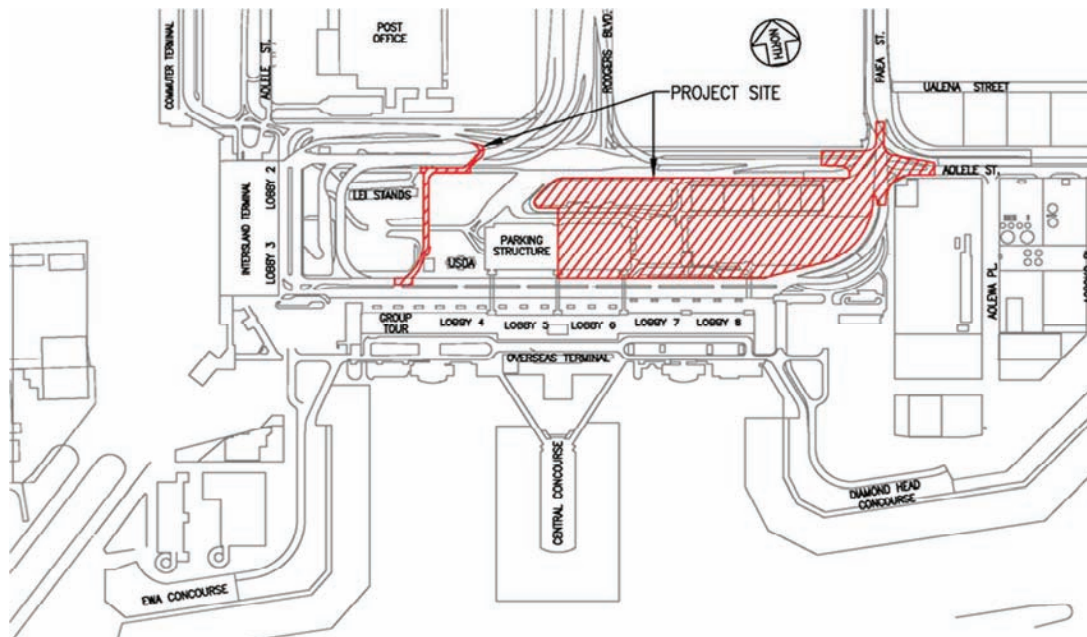 POST
OFFICE
COMMUTER TERMINAL
AOLELE ST.
RODGERS BLVD.
NORTH
PAIEA ST.
UALENA STREET
PROJECT SITE
AOLELE ST.
INTERISLAND TERMINAL
LOBBY 2
LOBBY 3
LEI STANDS
PARKING
STRUCTURE
USDA
AOLEWA PL.
GROUP
TOUR
LOBBY 4
LOBBY 5
LOBBY 6
LOBBY 7
LOBBY 8
OVERSEAS TERMINAL
CENTRAL CONCOURSE
DIAMOND HEAD
CONCOURSE
EWA CONCOURSE